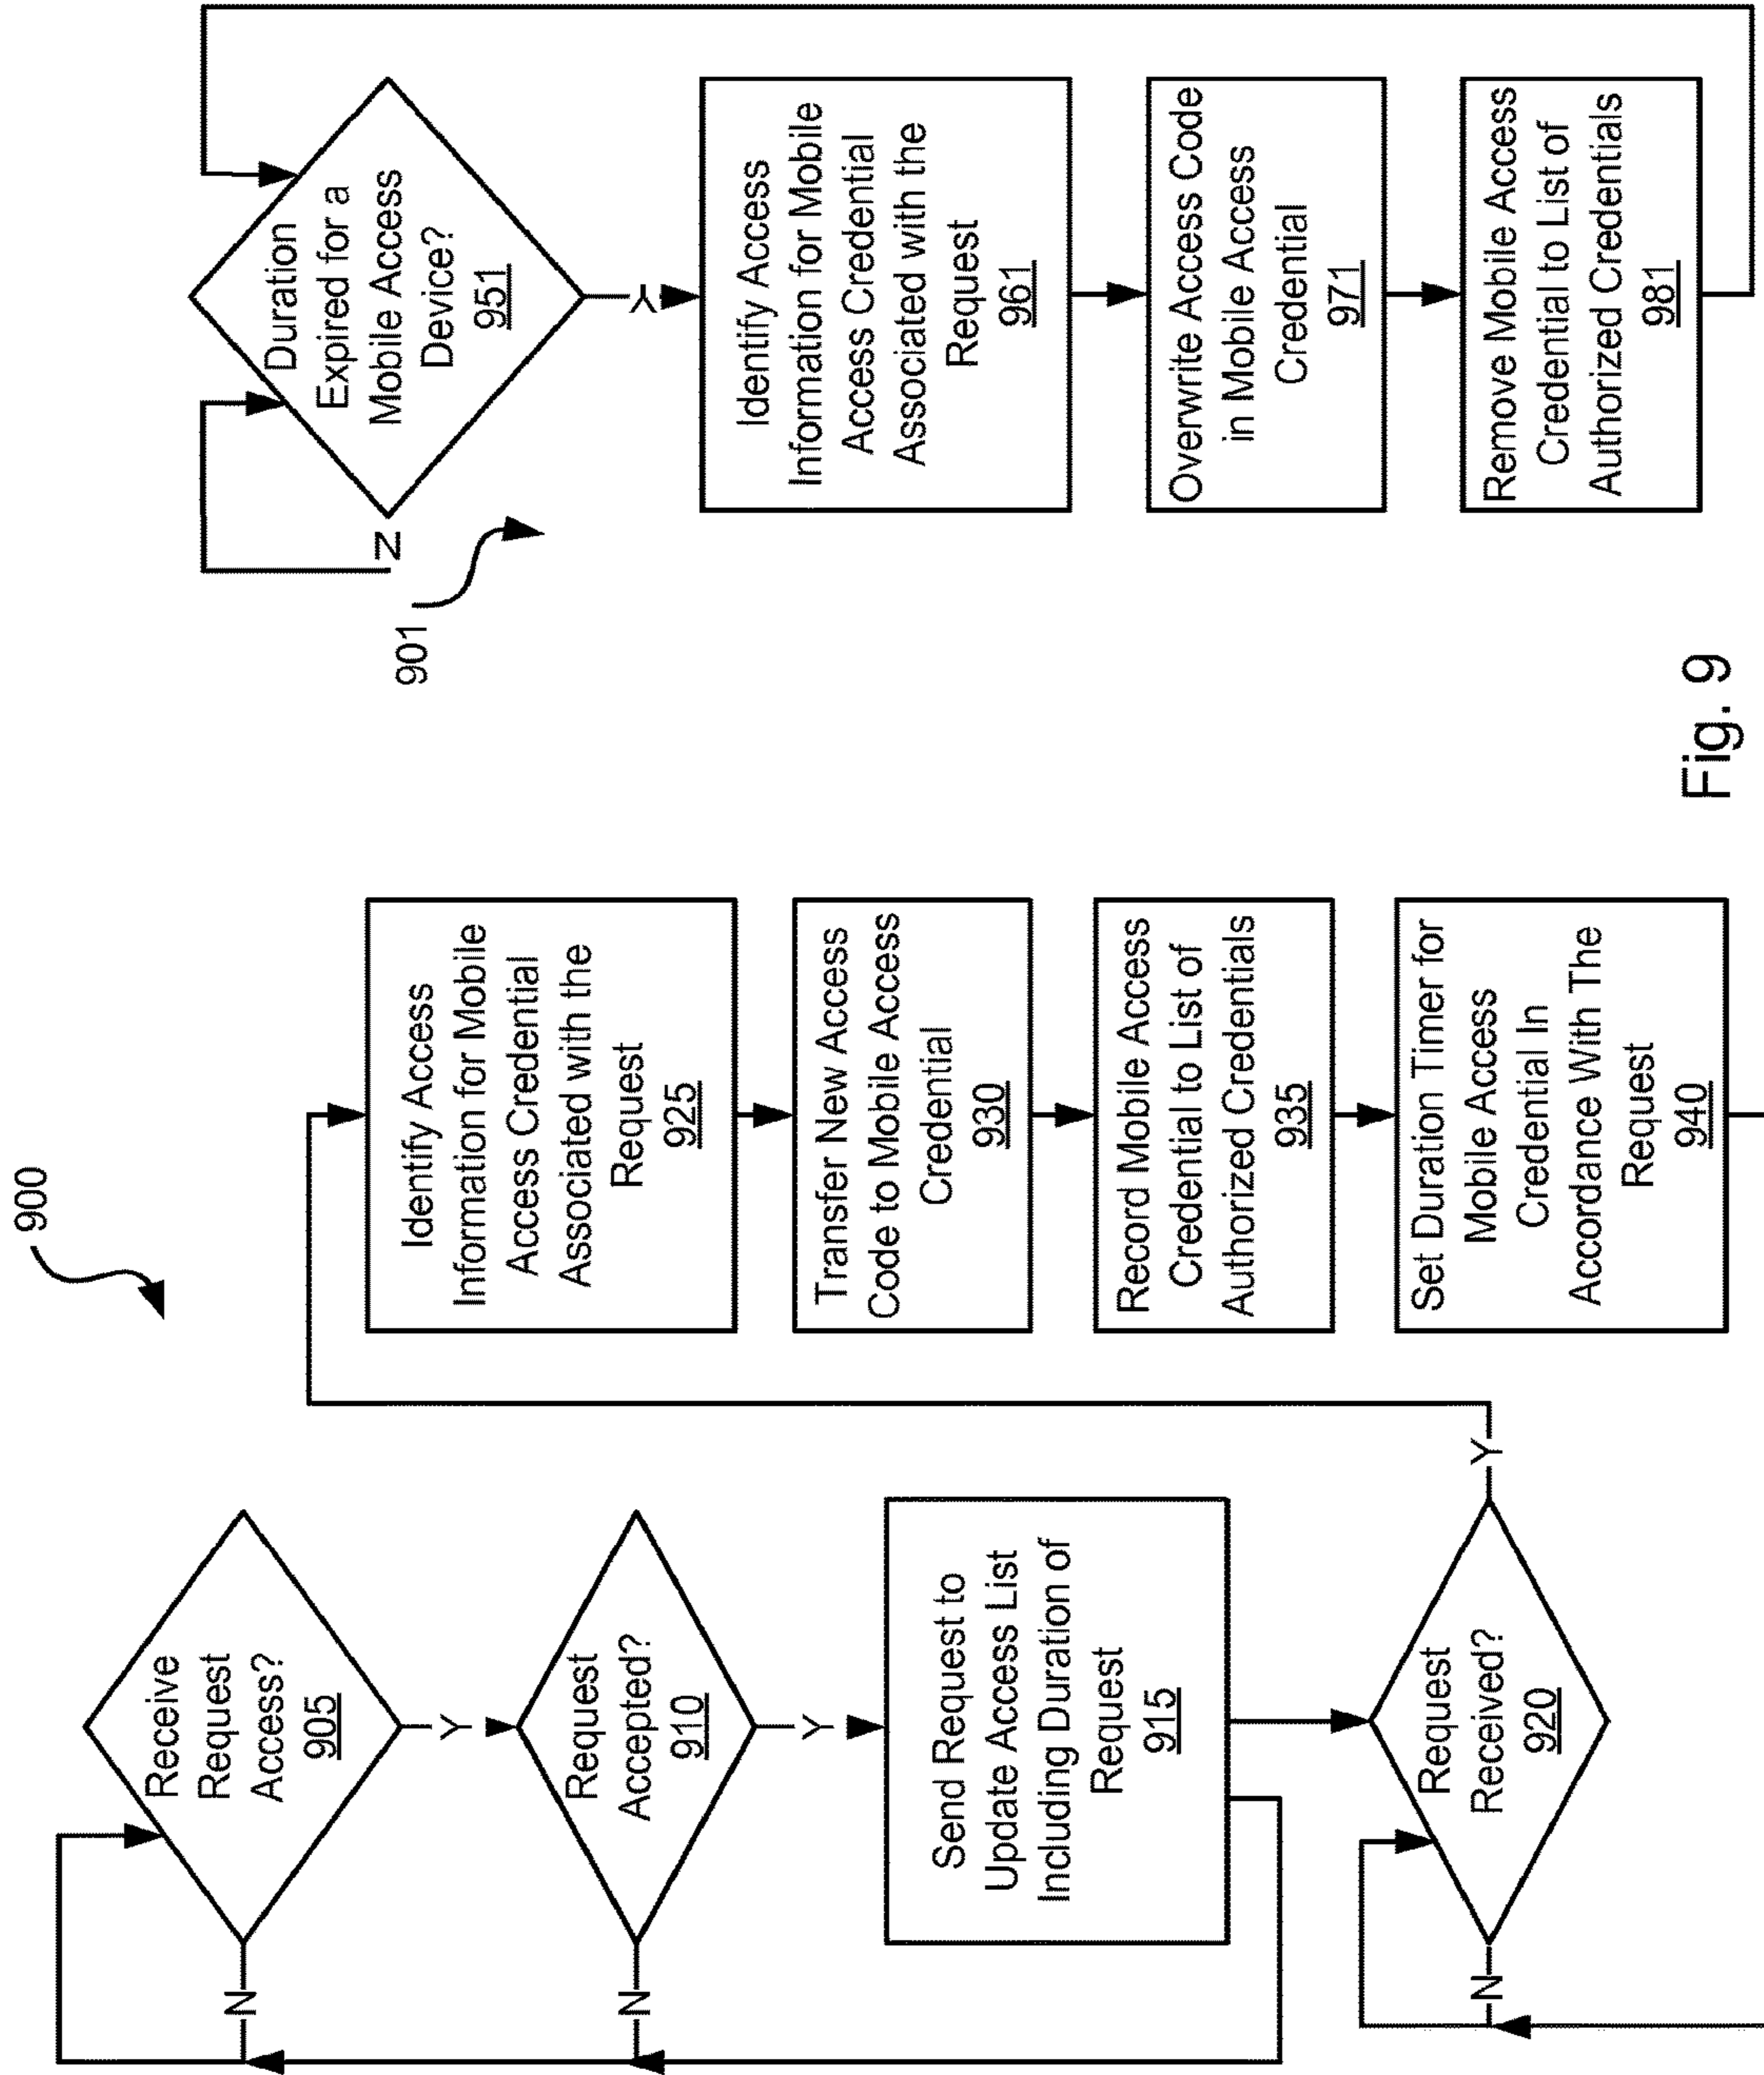 900
Receive
Request
Access?
905
N
Y
Request
Accepted?
910
N
Y
Send Request to
Update Access List
Including Duration of
Request
915
Request
Received?
920
N
Y
Identify Access
Information for Mobile
Access Credential
Associated with the
Request
925
Transfer New Access
Code to Mobile Access
Credential
930
Record Mobile Access
Credential to List of
Authorized Credentials
935
Set Duration Timer for
Mobile Access
Credential In
Accordance With The
Request
940
901
Duration
Expired for a
Mobile Access
Device?
951
N
Y
Identify Access
Information for Mobile
Access Credential
Associated with the
Request
961
Overwrite Access Code
in Mobile Access
Credential
971
Remove Mobile Access
Credential to List of
Authorized Credentials
981
Fig. 9